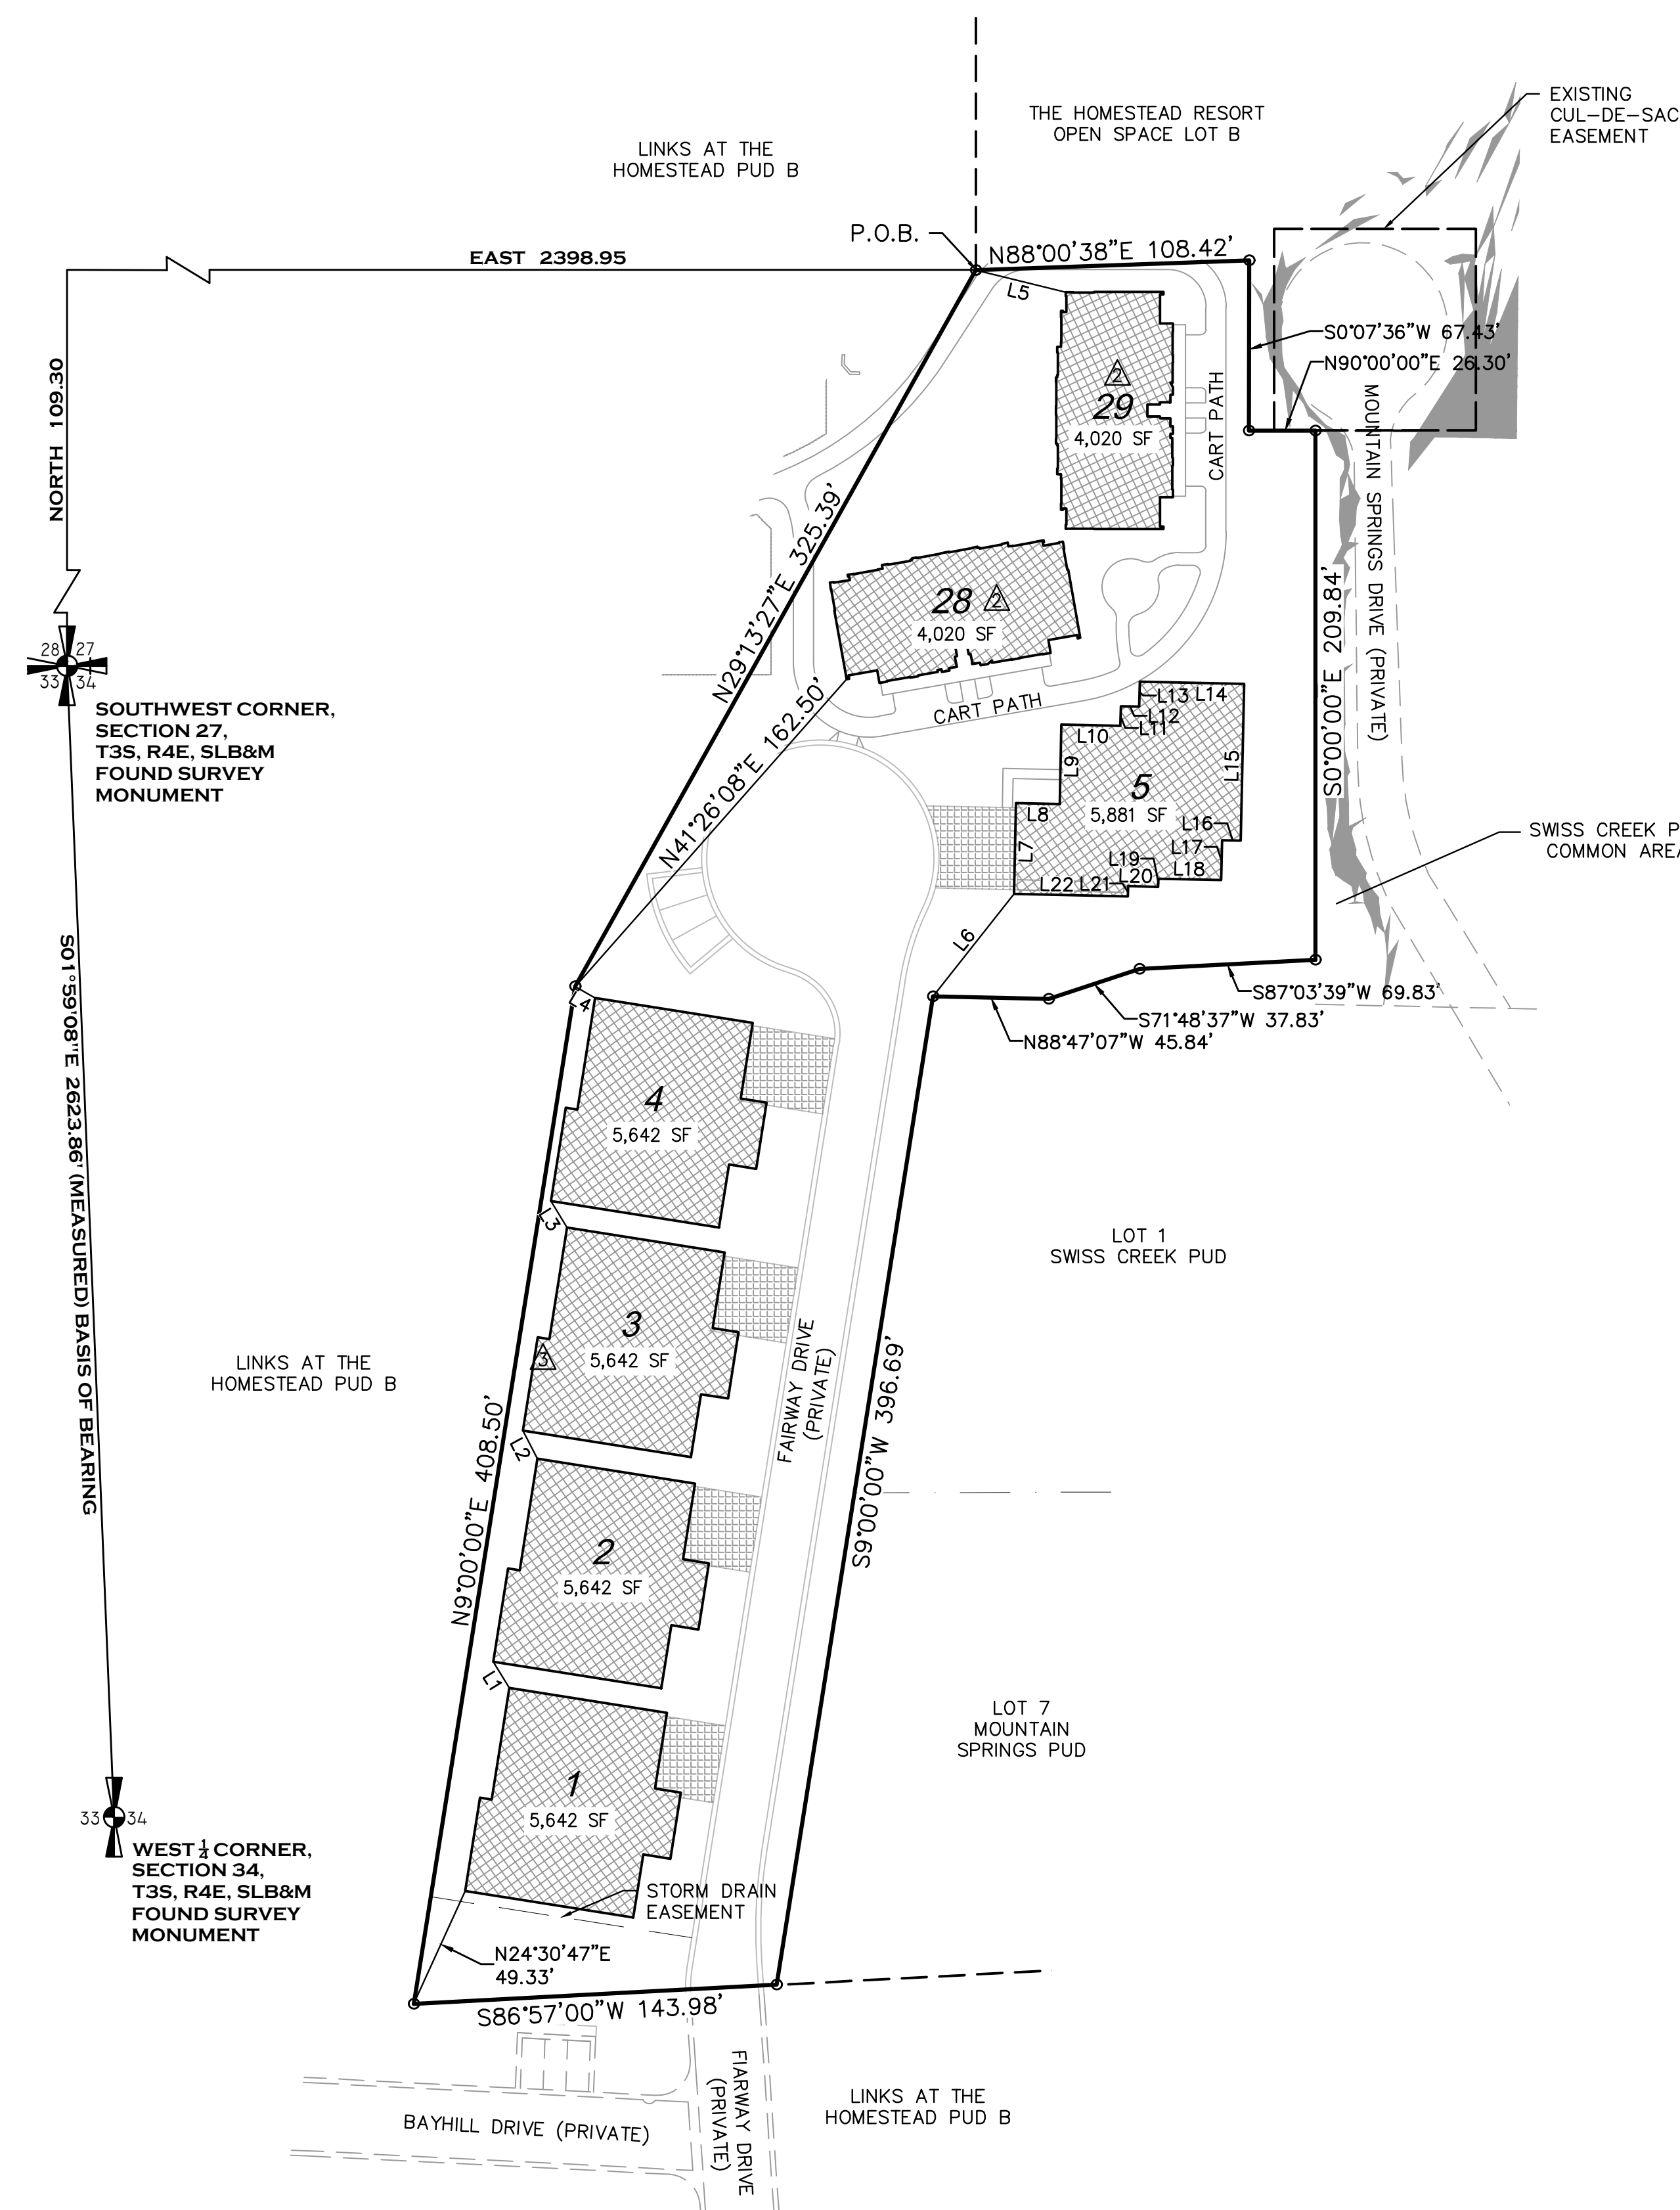 EXISTING
CUL-DE-SAC
EASEMENT
THE HOMESTEAD RESORT
OPEN SPACE LOT B
LINKS AT THE
HOMESTEAD PUD B
P.O.B.
N88°00'38"E 108.42'
EAST 2398.95
L5
S0°07'36"W 67.43'
N90°00'00"E 26.30'
NORTH 109.30
2
29
4,020 SF
CART PATH
MOUNTAIN SPRINGS DRIVE (PRIVATE)
N29°13'27"E 325.39'
28
2
4,020 SF
S0°00'00"E 209.84'
28 27
33 34
SOUTHWEST CORNER,
SECTION 27,
T3S, R4E, SLB&M
FOUND SURVEY
MONUMENT
N41°26'08"E 162.50'
CART PATH
L13 L14
L12
L11
L10
L9
L15
5
5,881 SF
L8
L16
L17
L7
L19
L18
L20
L22 L21
SWISS CREEK P
COMMON AREA
L6
S87°03'39"W 69.83'
S71°48'37"W 37.83'
N88°47'07"W 45.84'
S01°59'08"E 2623.86' (MEASURED) BASIS OF BEARING
L4
4
5,642 SF
L3
LOT 1
SWISS CREEK PUD
3
3
5,642 SF
FAIRWAY DRIVE
(PRIVATE)
LINKS AT THE
HOMESTEAD PUD B
S9°00'00"W 396.69'
N9°00'00"E 408.50'
L2
2
5,642 SF
L1
LOT 7
MOUNTAIN
SPRINGS PUD
1
5,642 SF
33 34
WEST 1/4 CORNER,
SECTION 34,
T3S, R4E, SLB&M
FOUND SURVEY
MONUMENT
STORM DRAIN
EASEMENT
N24°30'47"E
49.33'
S86°57'00"W 143.98'
FIARWAY DRIVE
(PRIVATE)
LINKS AT THE
HOMESTEAD PUD B
BAYHILL DRIVE (PRIVATE)